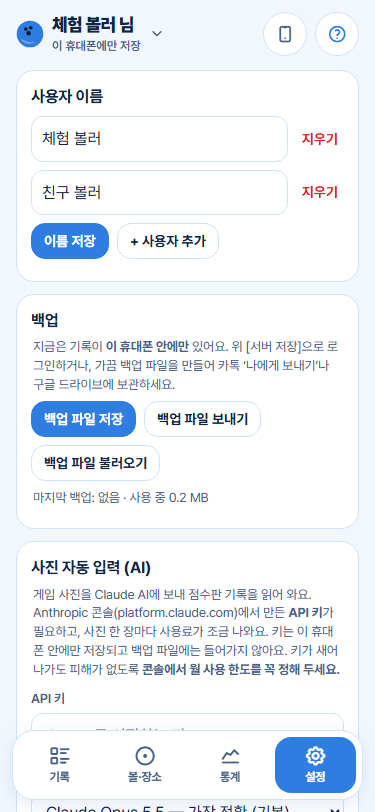 체험 볼러 님
이 휴대폰에만 저장
사용자 이름
체험 볼러
지우기
친구 볼러
지우기
이름 저장
+ 사용자 추가
백업
지금은 기록이 이 휴대폰 안에만 있어요. 위 [서버 저장]으로 로
그인하거나, 가끔 백업 파일을 만들어 카톡 ‘나에게 보내기’나
구글 드라이브에 보관하세요.
백업 파일 저장
백업 파일 보내기
백업 파일 불러오기
마지막 백업: 없음 · 사용 중 0.2 MB
사진 자동 입력 (AI)
게임 사진을 Claude AI에 보내 점수판 기록을 읽어 와요.
Anthropic 콘솔(platform.claude.com)에서 만든 API 키가
필요하고, 사진 한 장마다 사용료가 조금 나와요. 키는 이 휴대
폰 안에만 저장되고 백업 파일에는 들어가지 않아요. 키가 새어
나가도 피해가 없도록 콘솔에서 월 사용 한도를 꼭 정해 두세요.
API 키
기록
볼·장소
통계
설정